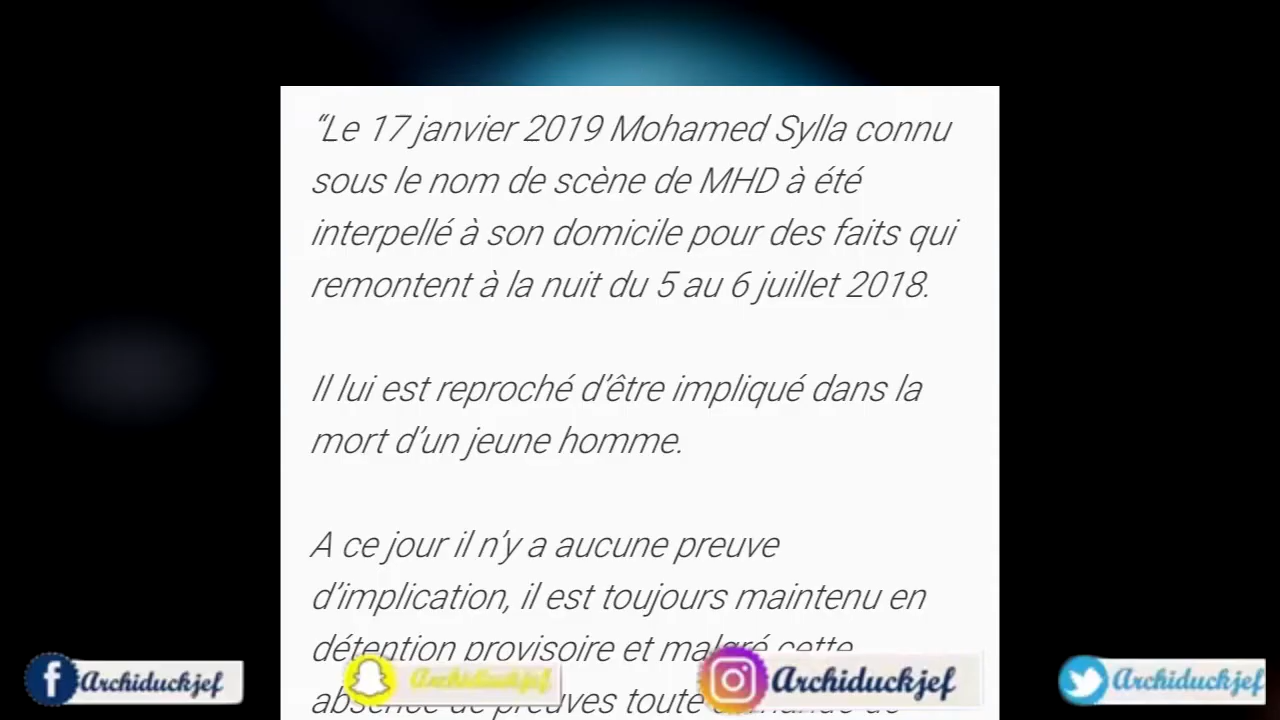 “Le 17 janvier 2019 Mohamed Sylla connu
sous le nom de scène de MHD à été
interpellé à son domicile pour des faits qui
remontent à la nuit du 5 au 6 juillet 2018.
Il lui est reproché d’être impliqué dans la
mort d’un jeune homme.
A ce jour il n’y a aucune preuve
d’implication, il est toujours maintenu en
détention provisoire et malgré cette
absence de preuves toute
Archiduckjef
Archiduckjef
Archiduckjef
Archiduckjef